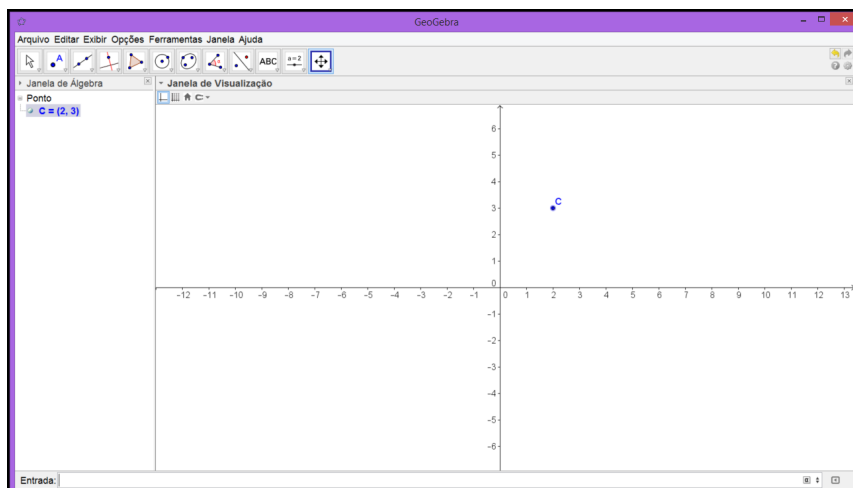 GeoGebra
Arquivo Editar Exibir Opções Ferramentas Janela Ajuda
A ABC a=2
Janela de Álgebra
Janela de Visualização
Ponto
C = (2, 3)
C
6
5
4
3
2
1
0
-12 -11 -10 -9 -8 -7 -6 -5 -4 -3 -2 -1 0 1 2 3 4 5 6 7 8 9 10 11 12 13
-1
-2
-3
-4
-5
-6
Entrada: